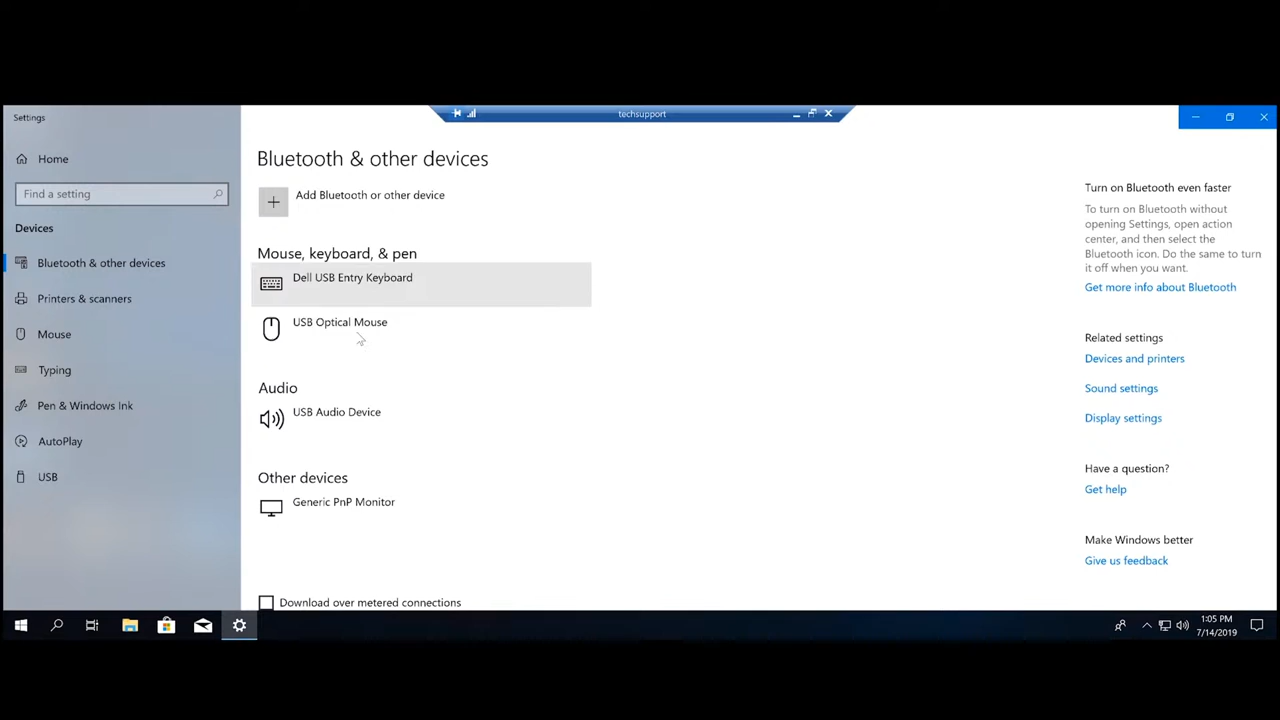 techsupport
Settings
Home
Find a setting
Devices
Bluetooth & other devices
Printers & scanners
Mouse
Typing
Pen & Windows Ink
AutoPlay
USB
Bluetooth & other devices
Add Bluetooth or other device
Mouse, keyboard, & pen
Dell USB Entry Keyboard
USB Optical Mouse
Audio
USB Audio Device
Other devices
Generic PnP Monitor
Download over metered connections
Turn on Bluetooth even faster
To turn on Bluetooth without
opening Settings, open action
center, and then select the
Bluetooth icon. Do the same to turn
it off when you want.
Get more info about Bluetooth
Related settings
Devices and printers
Sound settings
Display settings
Have a question?
Get help
Make Windows better
Give us feedback
1:05 PM
7/14/2019